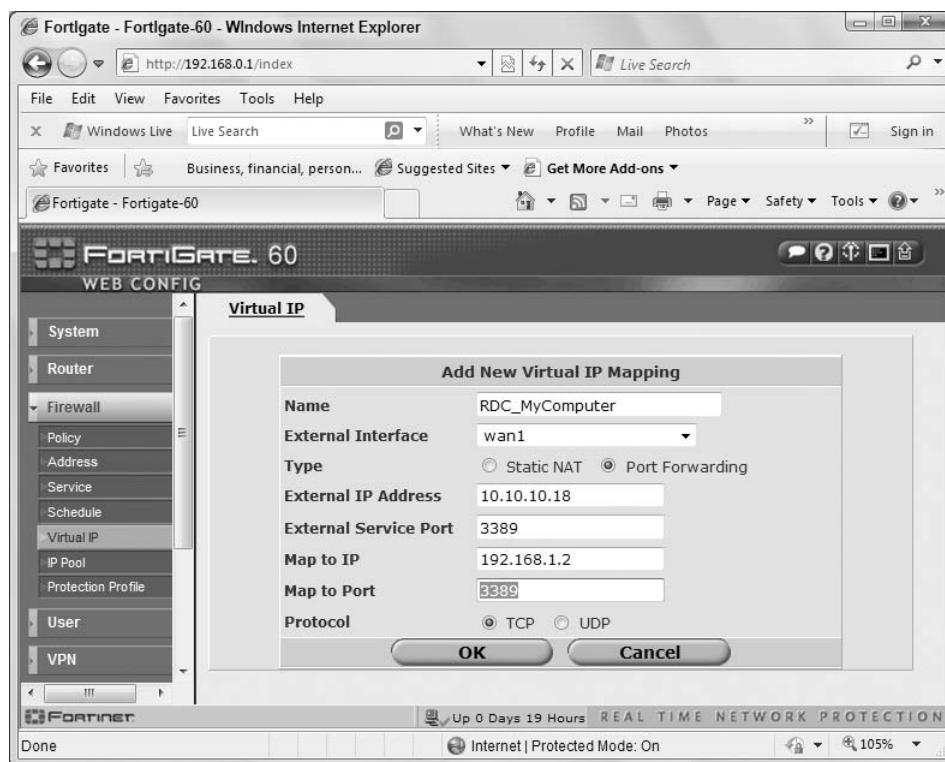 FortIgate - FortIgate-60 - WIndows Internet Explorer
http://192.168.0.1/index
Live Search
File Edit View Favorites Tools Help
X Windows Live Live Search What's New Profile Mail Photos >> Sign in
Favorites Business, financial, person... Suggested Sites Get More Add-ons
Fortigate - Fortigate-60 Page Safety Tools >>
FORTIGATE. 60
WEB CONFIG
Virtual IP
System
Router
Firewall
Policy
Address
Service
Schedule
Virtual IP
IP Pool
Protection Profile
User
VPN
Add New Virtual IP Mapping
Name RDC_MyComputer
External Interface wan1
Type Static NAT Port Forwarding
External IP Address 10.10.10.18
External Service Port 3389
Map to IP 192.168.1.2
Map to Port 3389
Protocol TCP UDP
OK Cancel
FORTINET. Up 0 Days 19 Hours REAL TIME NETWORK PROTECTION
Done Internet | Protected Mode: On 105%